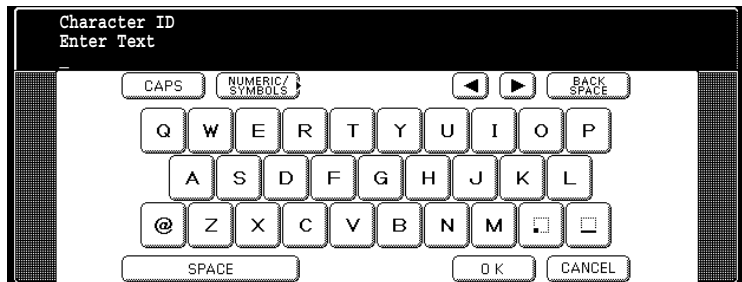 Character ID
Enter Text
_
CAPS NUMERIC/ SYMBOLS ◀ ▶ BACK SPACE
Q W E R T Y U I O P
A S D F G H J K L
@ Z X C V B N M . _
SPACE OK CANCEL